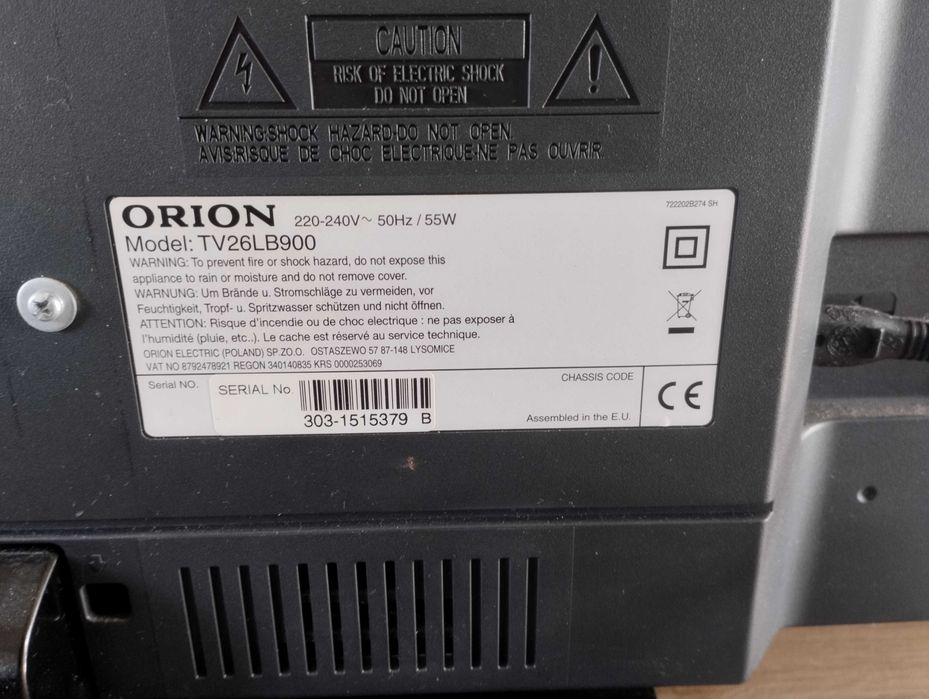 CAUTION
RISK OF ELECTRIC SHOCK
DO NOT OPEN
WARNING:SHOCK HAZARD-DO NOT OPEN.
AVIS:RISQUE DE CHOC ELECTRIQUE-NE PAS OUVRIR.
722202B274 SH
ORION 220-240V~ 50Hz / 55W
Model: TV26LB900
WARNING: To prevent fire or shock hazard, do not expose this
appliance to rain or moisture and do not remove cover.
WARNUNG: Um Brände u. Stromschläge zu vermeiden, vor
Feuchtigkeit, Tropf- u. Spritzwasser schützen und nicht öffnen.
ATTENTION: Risque d'incendie ou de choc electrique : ne pas exposer à
l'humidité (pluie, etc..). Le cache est réservé au service technique.
ORION ELECTRIC (POLAND) SP.ZO.O. OSTASZEWO 57 87-148 LYSOMICE
VAT NO 8792478921 REGON 340140835 KRS 0000253069
Serial NO. SERIAL No. CHASSIS CODE
303-1515379 B
Assembled in the E.U.
CE